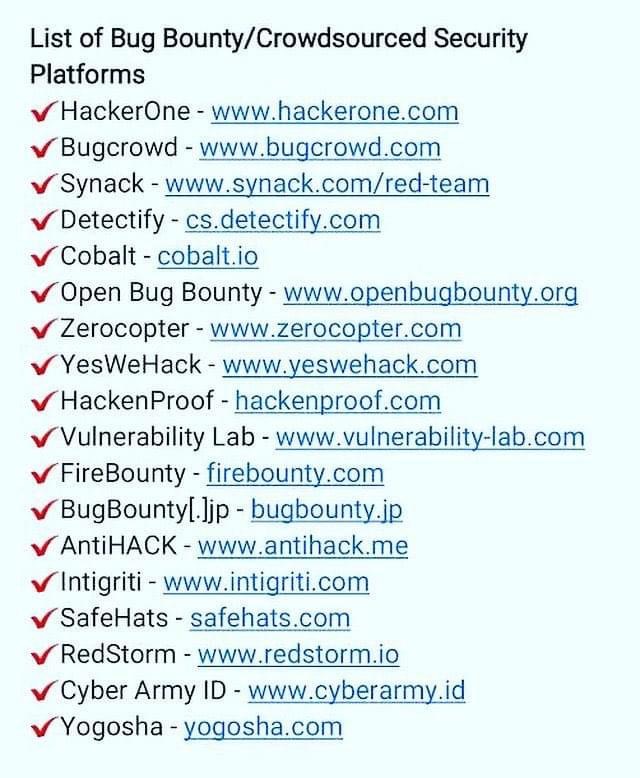 List of Bug Bounty/Crowdsourced Security
Platforms
✔HackerOne - www.hackerone.com
✔Bugcrowd - www.bugcrowd.com
✔Synack - www.synack.com/red-team
✔Detectify - cs.detectify.com
✔Cobalt - cobalt.io
✔Open Bug Bounty - www.openbugbounty.org
✔Zerocopter - www.zerocopter.com
✔YesWeHack - www.yeswehack.com
✔HackenProof - hackenproof.com
✔Vulnerability Lab - www.vulnerability-lab.com
✔FireBounty - firebounty.com
✔BugBounty[.]jp - bugbounty.jp
✔AntiHACK - www.antihack.me
✔Intigriti - www.intigriti.com
✔SafeHats - safehats.com
✔RedStorm - www.redstorm.io
✔Cyber Army ID - www.cyberarmy.id
✔Yogosha - yogosha.com